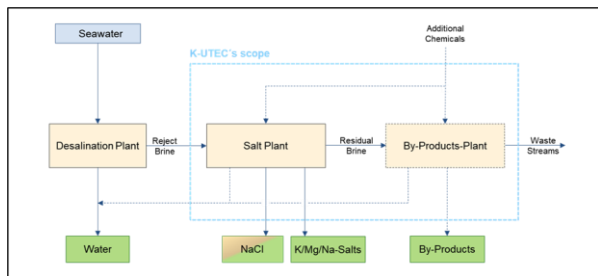 Seawater
Additional
Chemicals
K-UTEC´s scope
Desalination Plant
Reject
Brine
Salt Plant
Residual
Brine
By-Products-Plant
Waste
Streams
Water
NaCl
K/Mg/Na-Salts
By-Products